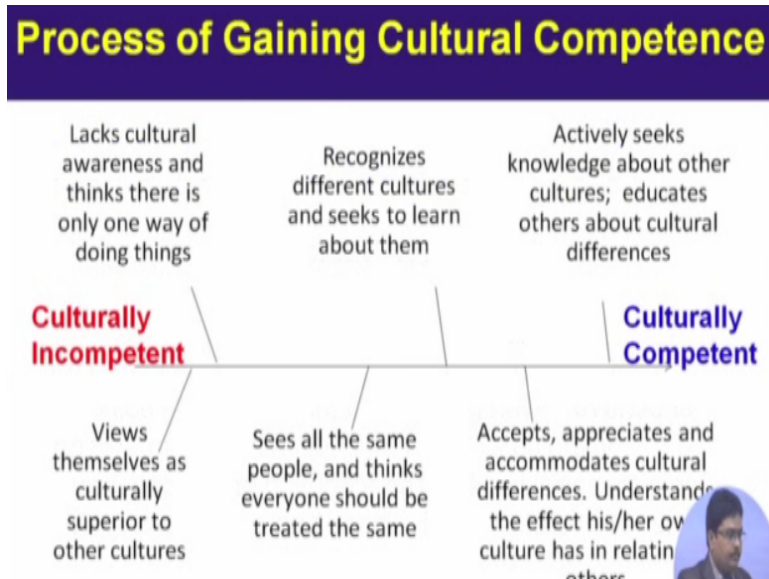 Process of Gaining Cultural Competence
Lacks cultural
awareness and
thinks there is
only one way of
doing things
Recognizes
different cultures
and seeks to learn
about them
Actively seeks
knowledge about other
cultures; educates
others about cultural
differences
Culturally
Incompetent
Culturally
Competent
Views
themselves as
culturally
superior to
other cultures
Sees all the same
people, and thinks
everyone should be
treated the same
Accepts, appreciates and
accommodates cultural
differences. Understands
the effect his/her
culture has in
others